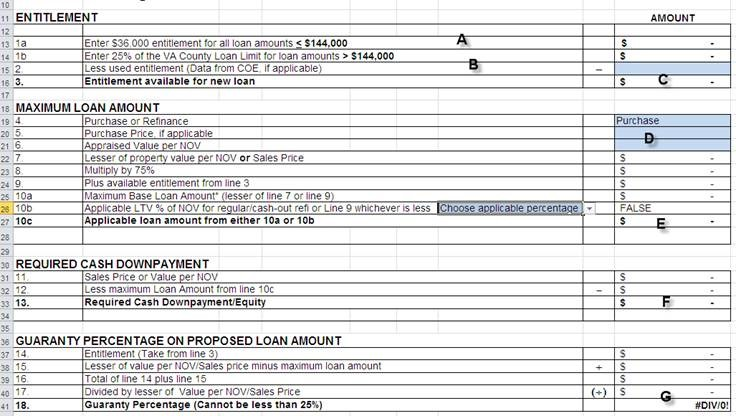 10
11 ENTITLEMENT AMOUNT
12
13 1a Enter $36,000 entitlement for all loan amounts < $144,000 A $ -
14 1b Enter 25% of the VA County Loan Limit for loan amounts > $144,000 $ -
15 2. Less used entitlement (Data from COE, if applicable) B –
16 3. Entitlement available for new loan $ C -
17
18 MAXIMUM LOAN AMOUNT
19 4. Purchase or Refinance Purchase
20 5. Purchase Price, if applicable
21 6. Appraised Value per NOV D
22 7. Lesser of property value per NOV or Sales Price $ -
23 8. Multiply by 75% $ -
24 9. Plus available entitlement from line 3 $ -
25 10a Maximum Base Loan Amount* (lesser of line 7 or line 9) $ -
26 10b Applicable LTV % of NOV for regular/cash-out refi or Line 9 whichever is less Choose applicable percentage FALSE
27 10c Applicable loan amount from either 10a or 10b $ E -
28
29
30 REQUIRED CASH DOWNPAYMENT
31 11. Sales Price or Value per NOV $ -
32 12. Less maximum Loan Amount from line 10c – $ -
33 13. Required Cash Downpayment/Equity $ F -
34
35
36 GUARANTY PERCENTAGE ON PROPOSED LOAN AMOUNT
37 14. Entitlement (Take from line 3) $ -
38 15. Lesser of value per NOV/Sales price minus maximum loan amount + $ -
39 16. Total of line 14 plus line 15 $ -
40 17. Divided by lesser of Value per NOV/Sales Price (÷) $ G -
41 18. Guaranty Percentage (Cannot be less than 25%) #DIV/0!